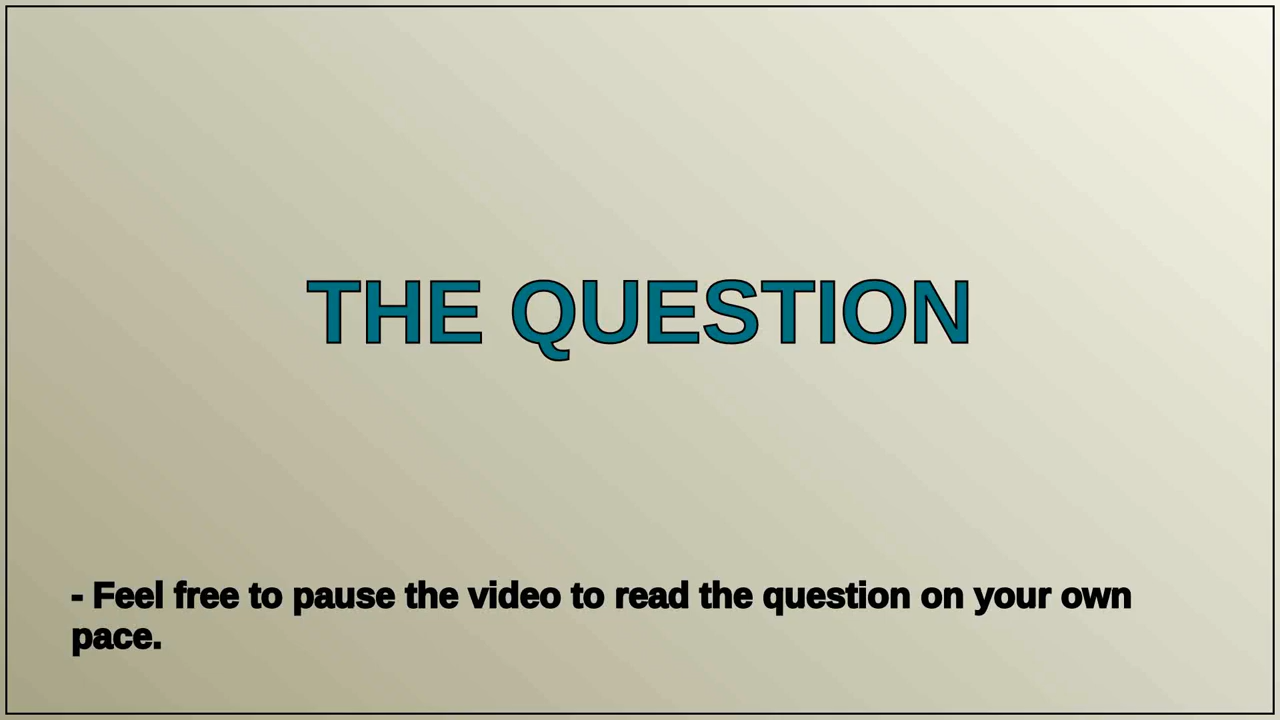 THE QUESTION
- Feel free to pause the video to read the question on your own
pace.